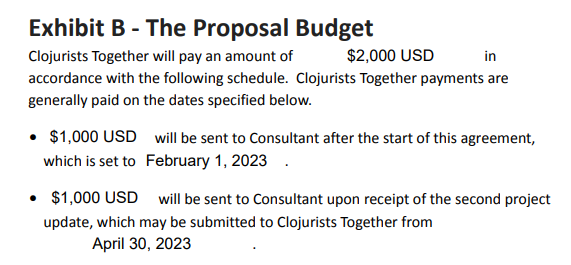 Exhibit B - The Proposal Budget
Clojurists Together will pay an amount of $2,000 USD in
accordance with the following schedule. Clojurists Together payments are
generally paid on the dates specified below.
• $1,000 USD will be sent to Consultant after the start of this agreement,
which is set to February 1, 2023 .
• $1,000 USD will be sent to Consultant upon receipt of the second project
update, which may be submitted to Clojurists Together from
April 30, 2023 .